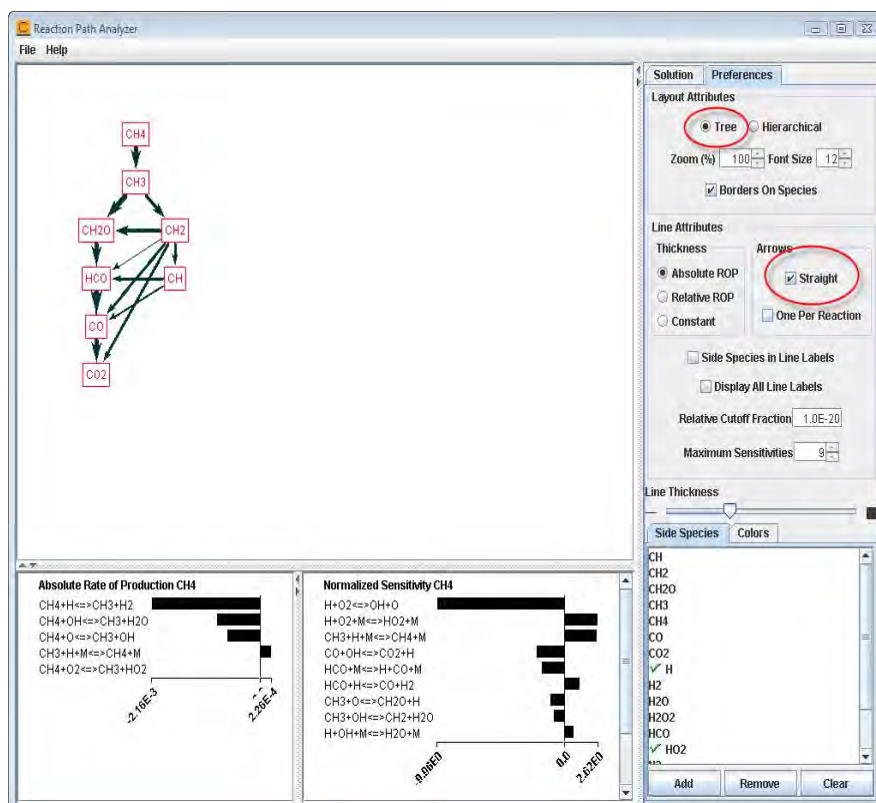 Reaction Path Analyzer
File Help
CH4
CH3
CH2O CH2
HCO CH
CO
CO2
Solution Preferences
Layout Attributes
Tree Hierarchical
Zoom (%) 100 Font Size 12
Borders On Species
Line Attributes
Thickness Arrows
Absolute ROP Straight
Relative ROP
Constant One Per Reaction
Side Species in Line Labels
Display All Line Labels
Relative Cutoff Fraction 1.0E-20
Maximum Sensitivities 9
Line Thickness
Side Species Colors
CH
CH2
CH2O
CH3
CH4
CO
CO2
✓ H
H2
H2O
H2O2
HCO
✓ HO2
Add Remove Clear
Absolute Rate of Production CH4
CH4+H<=>CH3+H2
CH4+OH<=>CH3+H2O
CH4+O<=>CH3+OH
CH3+H+M<=>CH4+M
CH4+O2<=>CH3+HO2
-2.16E-3 2.26E-4
Normalized Sensitivity CH4
H+O2<=>OH+O
H+O2+M<=>HO2+M
CH3+H+M<=>CH4+M
CO+OH<=>CO2+H
HCO+M<=>H+CO+M
HCO+H<=>CO+H2
CH3+O<=>CH2O+H
CH3+OH<=>CH2+H2O
H+OH+M<=>H2O+M
0.0 2.62E0